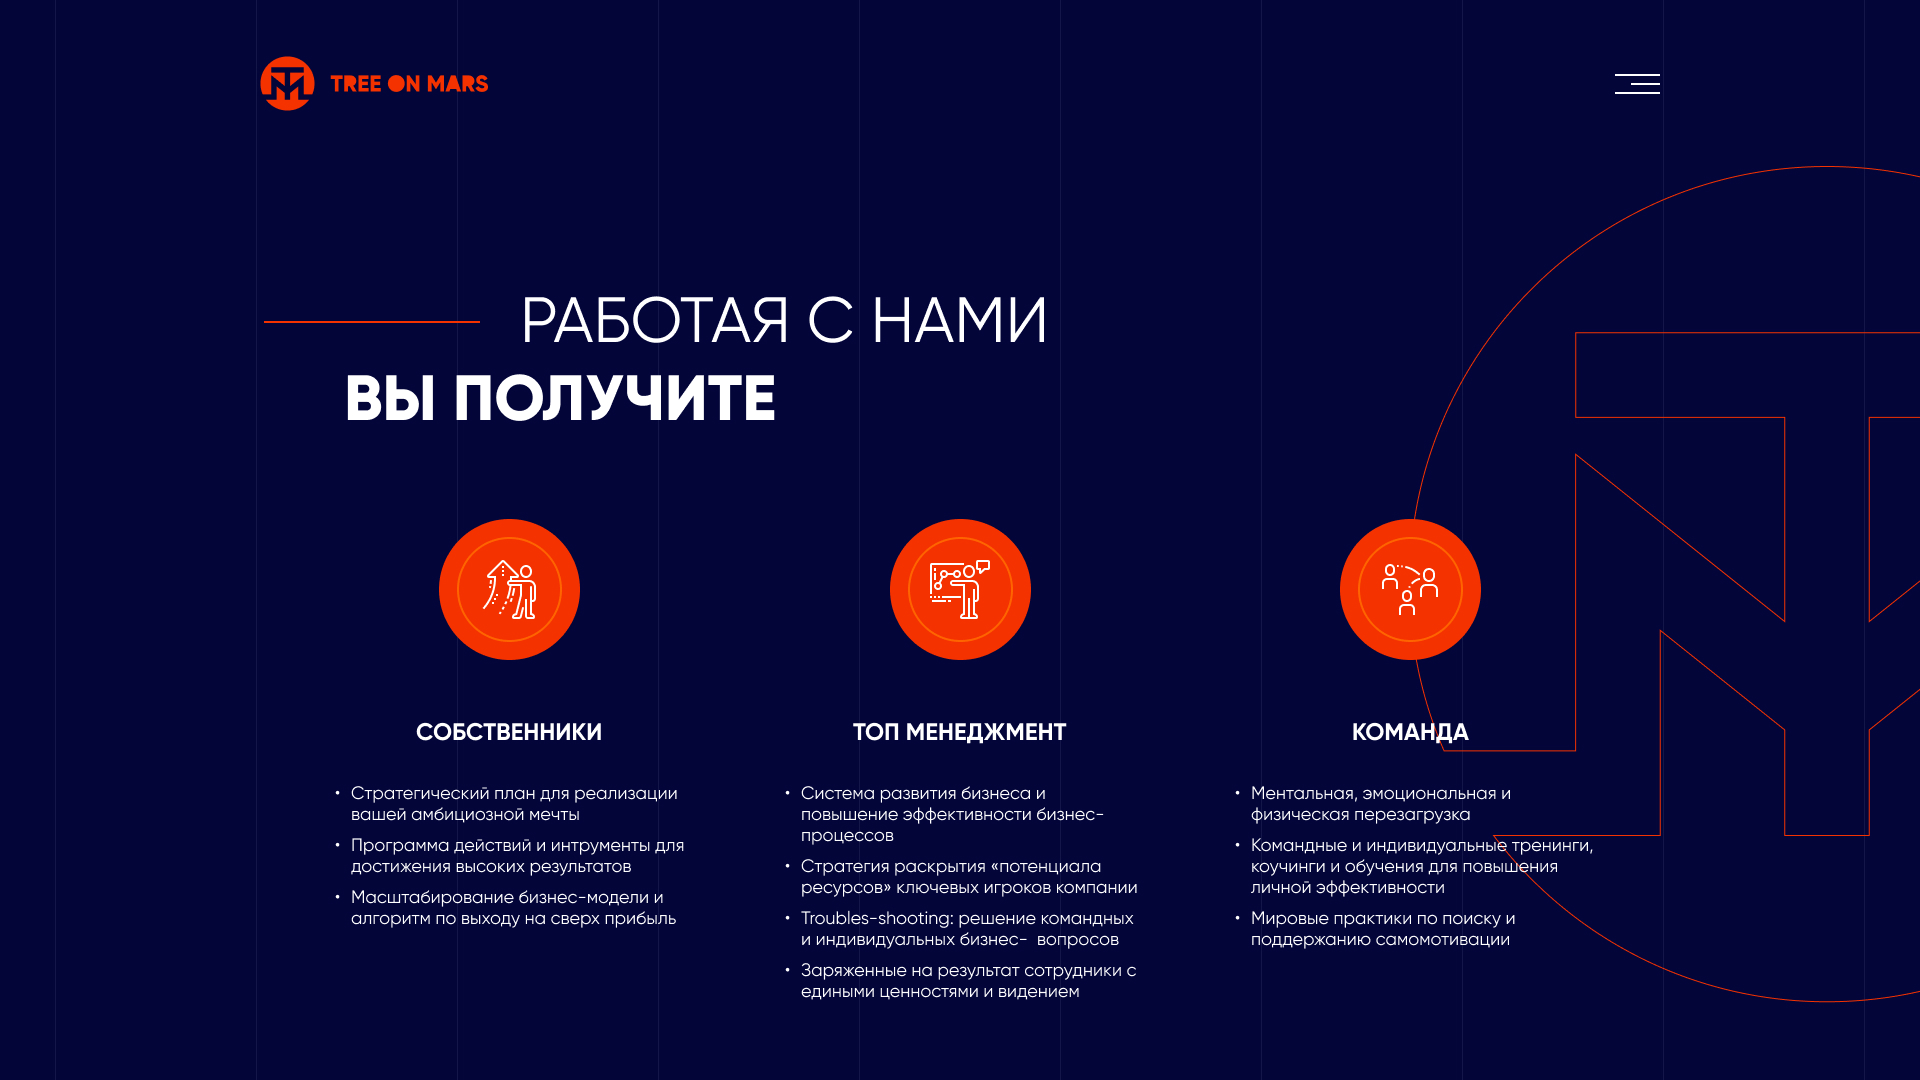 TREE ON MARS
РАБОТАЯ С НАМИ
ВЫ ПОЛУЧИТЕ
СОБСТВЕННИКИ
• Стратегический план для реализации
вашей амбициозной мечты
• Программа действий и интрументы для
достижения высоких результатов
• Масштабирование бизнес-модели и
алгоритм по выходу на сверх прибыль
ТОП МЕНЕДЖМЕНТ
• Система развития бизнеса и
повышение эффективности бизнес-
процессов
• Стратегия раскрытия «потенциала
ресурсов» ключевых игроков компании
• Troubles-shooting: решение командных
и индивидуальных бизнес-  вопросов
• Заряженные на результат сотрудники с
едиными ценностями и видением
КОМАНДА
• Ментальная, эмоциональная и
физическая перезагрузка
• Командные и индивидуальные тренинги,
коучинги и обучения для повышения
личной эффективности
• Мировые практики по поиску и
поддержанию самомотивации